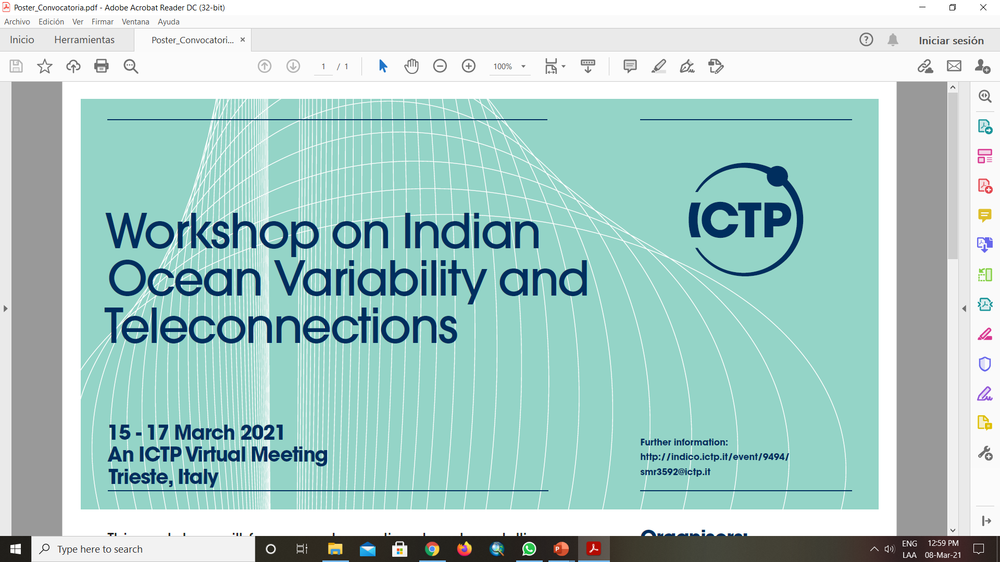 Poster_Convocatoria.pdf - Adobe Acrobat Reader DC (32-bit)
Archivo Edición Ver Firmar Ventana Ayuda
Inicio Herramientas Poster_Convocatori... Iniciar sesión
1 / 1 100%
ICTP
Workshop on Indian
Ocean Variability and
Teleconnections
15 - 17 March 2021
An ICTP Virtual Meeting
Trieste, Italy
Further information:
http://indico.ictp.it/event/9494/
smr3592@ictp.it
Organisers:
Type here to search
ENG
LAA
12:59 PM
08-Mar-21